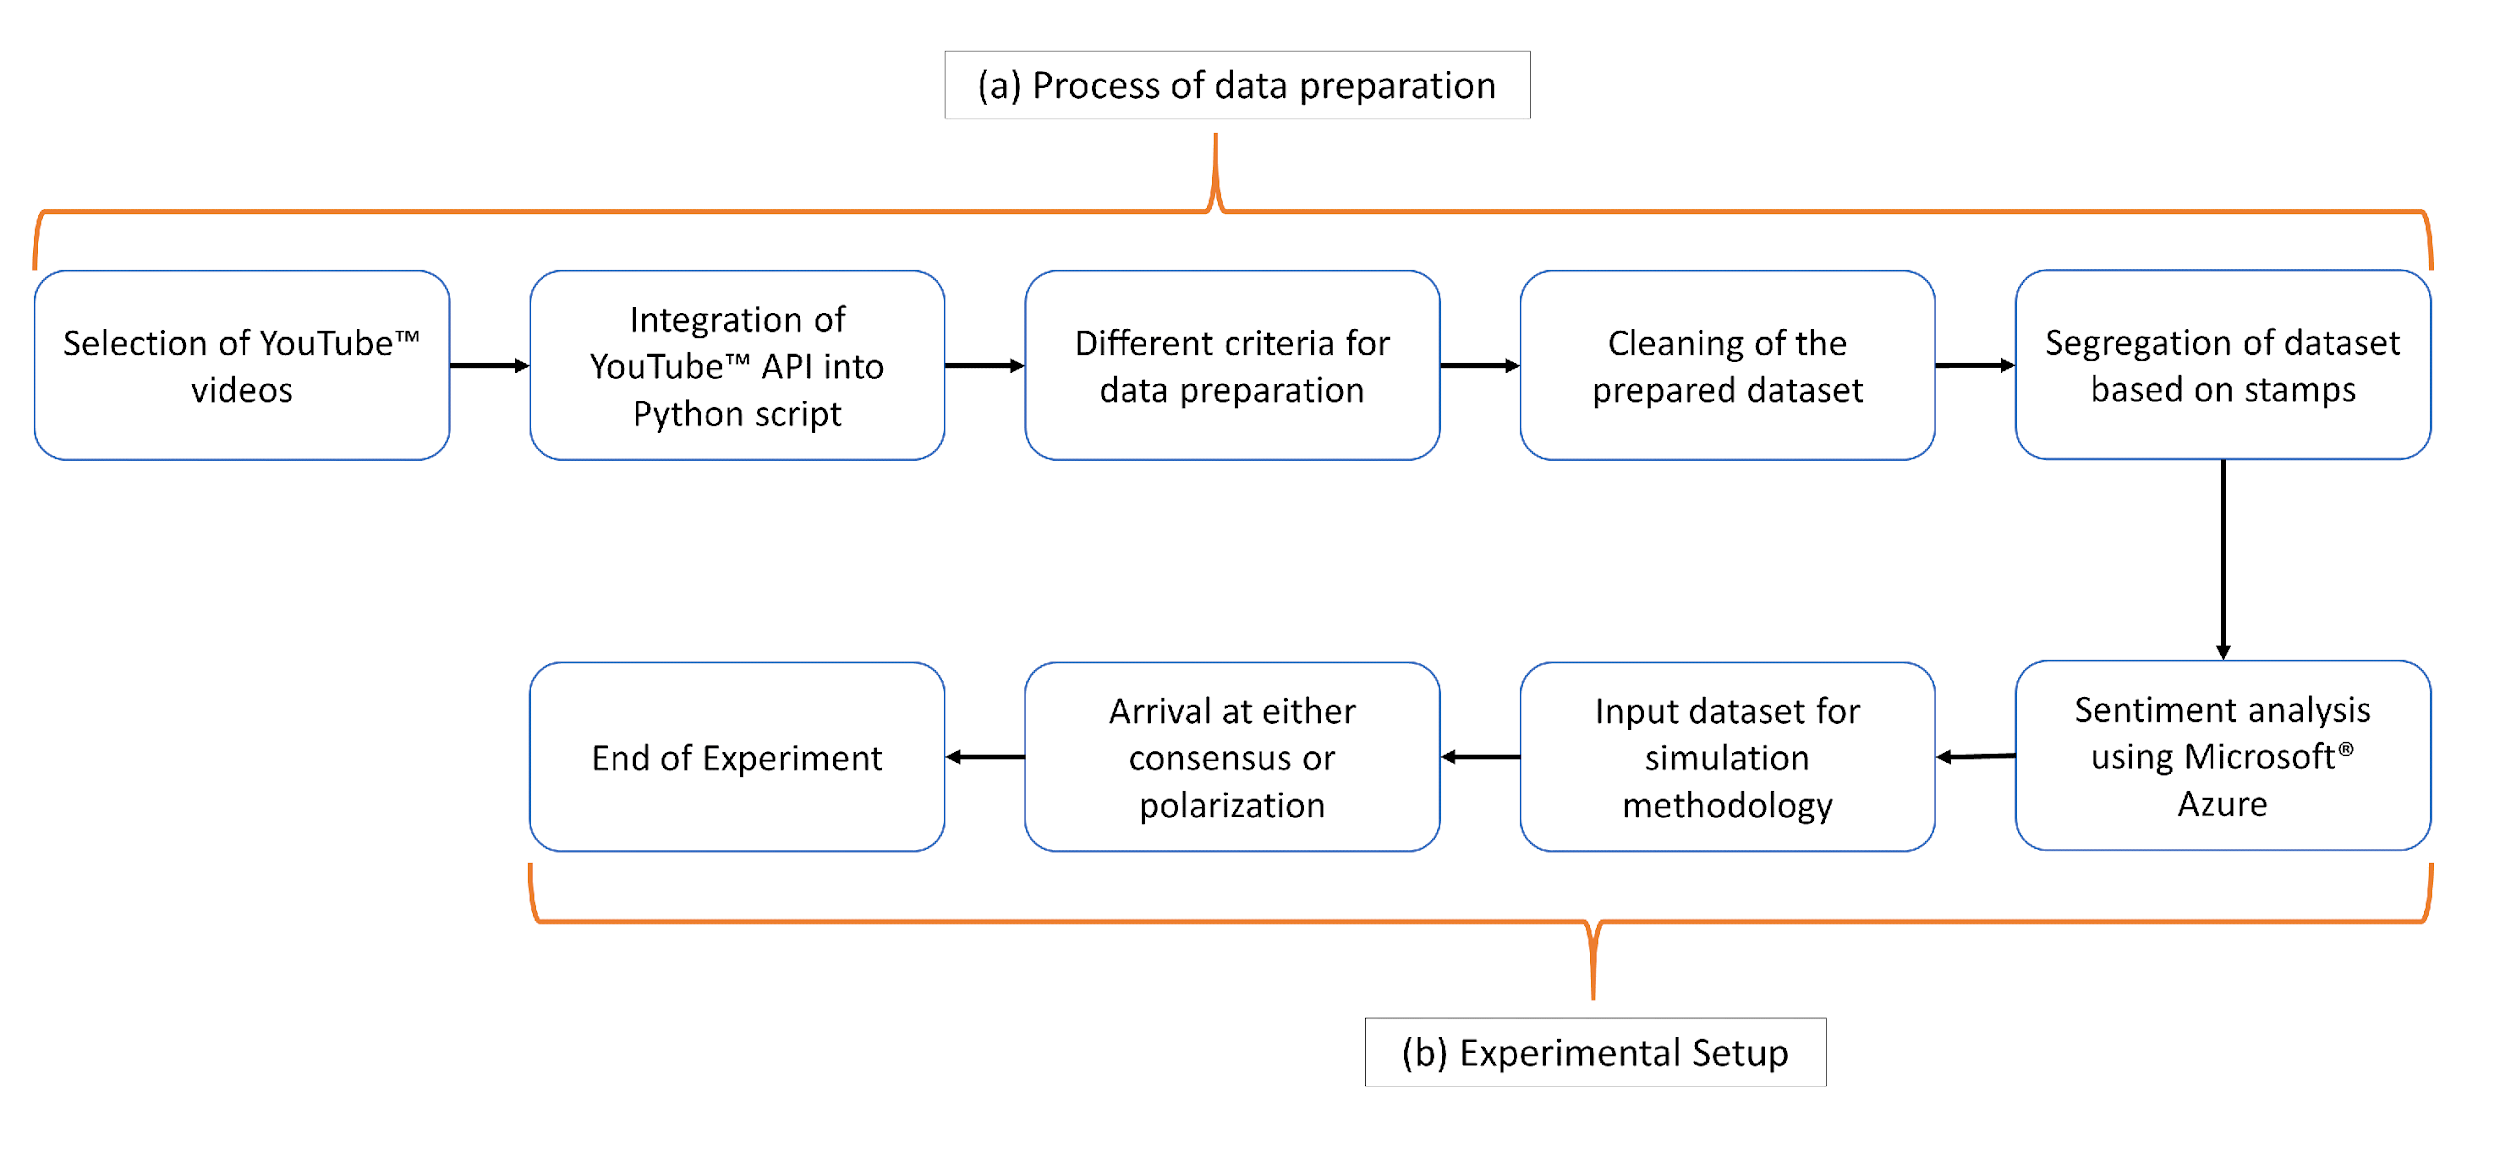 (a) Process of data preparation
Selection of YouTube™
videos
Integration of
YouTube™ API into
Python script
Different criteria for
data preparation
Cleaning of the
prepared dataset
Segregation of dataset
based on stamps
Sentiment analysis
using Microsoft®
Azure
Input dataset for
simulation
methodology
Arrival at either
consensus or
polarization
End of Experiment
(b) Experimental Setup